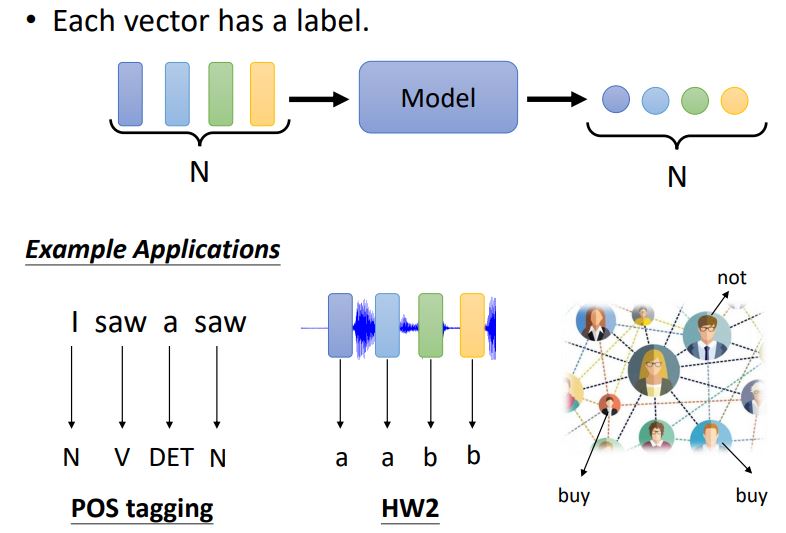 • Each vector has a label.
Model
N
N
Example Applications
I saw a saw
N V DET N
POS tagging
a a b b
HW2
not
buy
buy